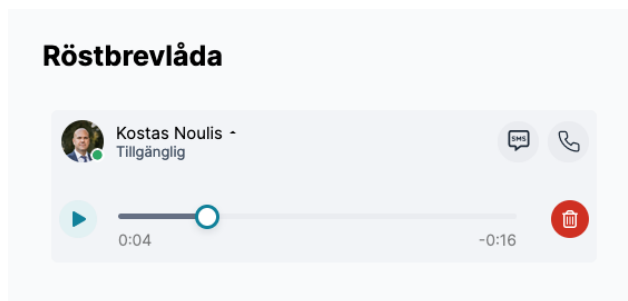 Röstbrevlåda
Kostas Noulis
Tillgänglig
SMS
0:04
-0:16